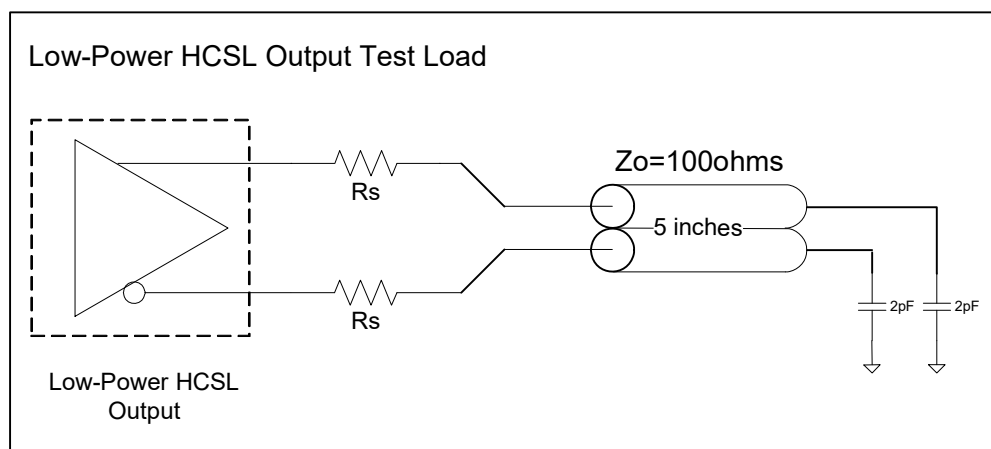 Low-Power HCSL Output Test Load
Rs
Zo=100ohms
5 inches
Rs
2pF
2pF
Low-Power HCSL
Output